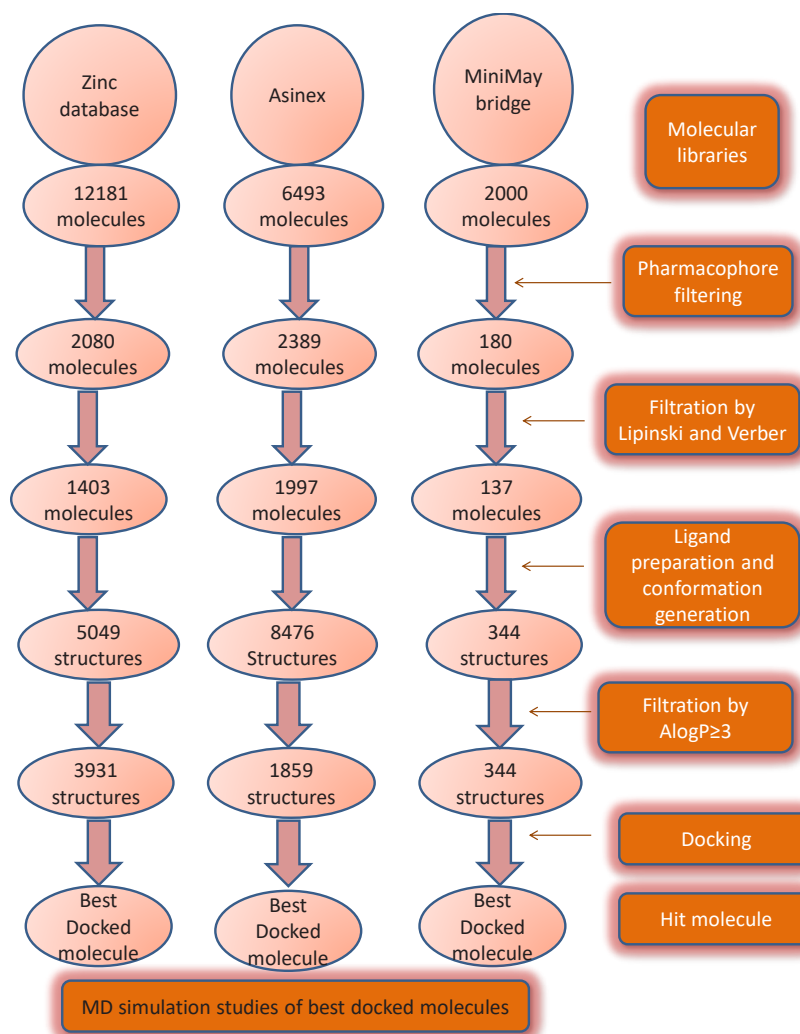 Zinc
database
Asinex
MiniMay
bridge
Molecular
libraries
12181
molecules
6493
molecules
2000
molecules
Pharmacophore
filtering
2080
molecules
2389
molecules
180
molecules
Filtration by
Lipinski and Verber
1403
molecules
1997
molecules
137
molecules
Ligand
preparation and
conformation
generation
5049
structures
8476
Structures
344
structures
Filtration by
AlogP≥3
3931
structures
1859
structures
344
structures
Docking
Best
Docked
molecule
Best
Docked
molecule
Best
Docked
molecule
Hit molecule
MD simulation studies of best docked molecules